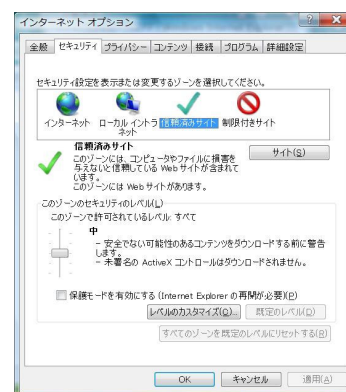 インターネット オプション
全般 セキュリティ プライバシー コンテンツ 接続 プログラム 詳細設定
セキュリティ設定を表示または変更するゾーンを選択してください。
インターネット ローカル イントラネット 信頼済みサイト 制限付きサイト
信頼済みサイト
サイト(S)
このゾーンには、コンピュータやファイルに損害を
与えないと信頼している Web サイトが含まれて
います。
このゾーンには Web サイトがあります。
このゾーンのセキュリティのレベル(L)
このゾーンで許可されているレベル: すべて
中
- 安全でない可能性のあるコンテンツをダウンロードする前に警告
します。
- 未署名の ActiveX コントロールはダウンロードされません。
保護モードを有効にする (Internet Explorer の再開が必要)(P)
レベルのカスタマイズ(C)... 既定のレベル(D)
すべてのゾーンを既定のレベルにリセットする(R)
OK キャンセル 適用(A)